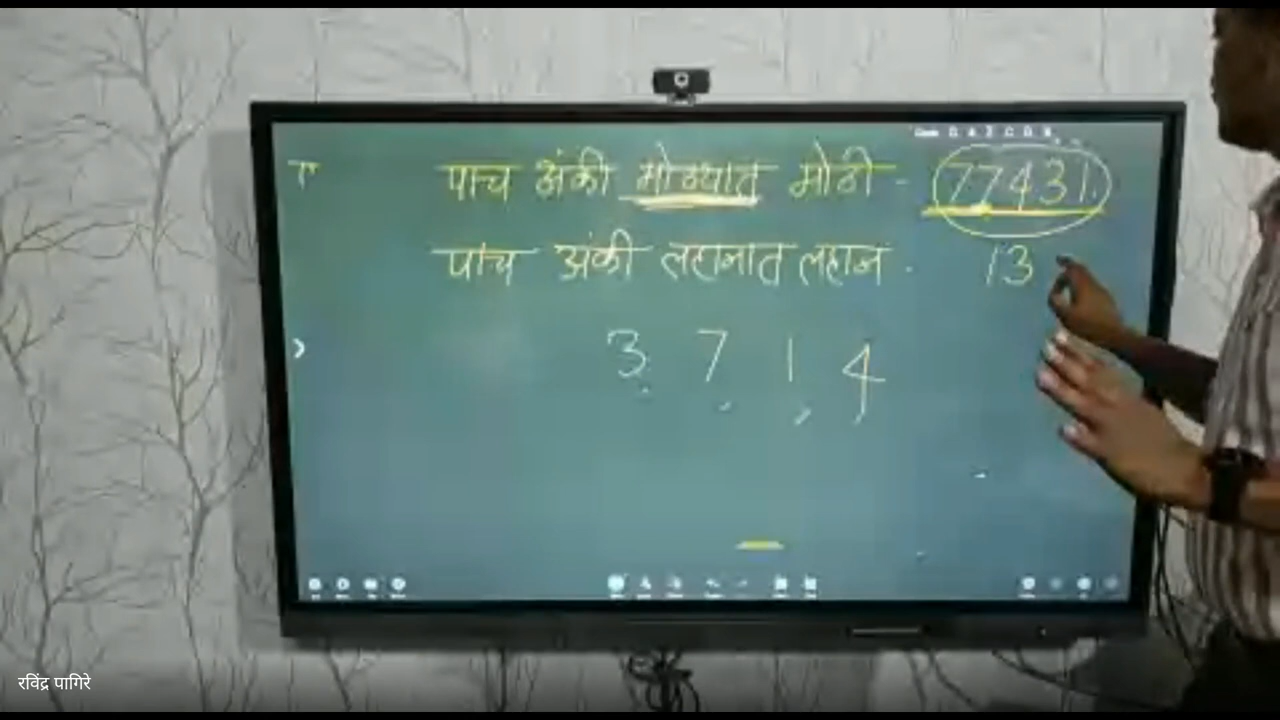 पाच अंकी मोठ्यात मोठी - 77431.
पाच अंकी लहानात लहान . 13
3 7 1 4
रविंद्र पागिरे